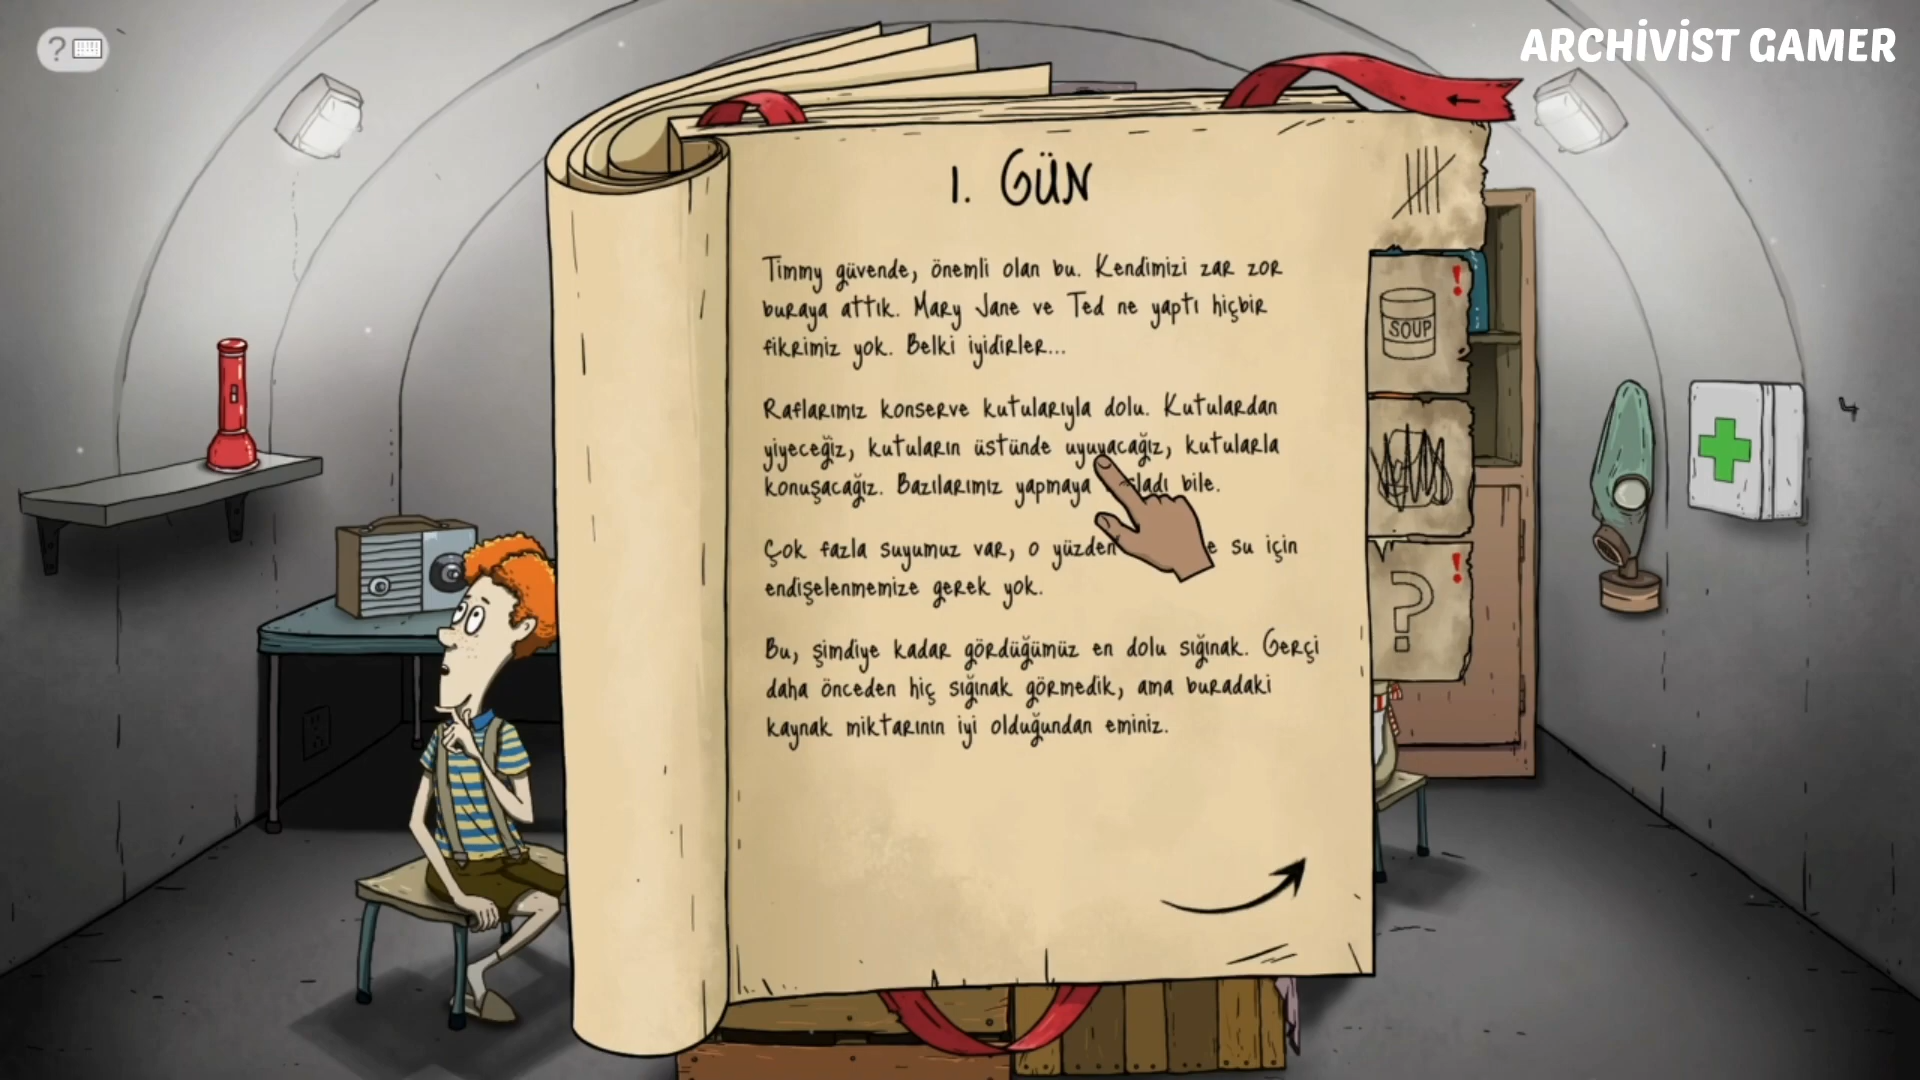 ARCHİVİST GAMER
1. GÜN
Timmy güvende, önemli olan bu. Kendimizi zar zor
buraya attık. Mary Jane ve Ted ne yaptı hiçbir
fikrimiz yok. Belki iyidirler...
Raflarımız konserve kutularıyla dolu. Kutulardan
yiyeceğiz, kutuların üstünde uyuyacağız, kutularla
konuşacağız. Bazılarımız yapmaya bile.
Çok fazla suyumuz var, o yüzden su için
endişelenmemize gerek yok.
Bu, şimdiye kadar gördüğümüz en dolu sığınak. Gerçi
daha önceden hiç sığınak görmedik, ama buradaki
kaynak miktarının iyi olduğundan eminiz.
SOUP
!
?
!
?